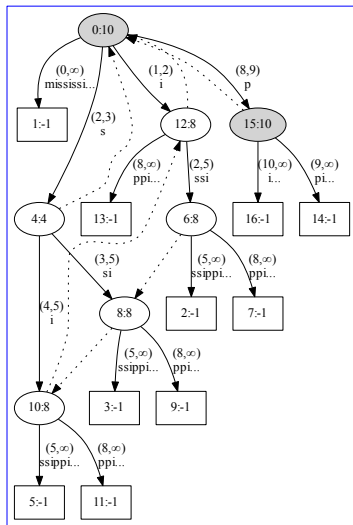 0:10
(0,∞)
mississi...
(1,2)
i
(8,9)
p
(2,3)
s
1:-1
12:8
15:10
(8,∞)
ppi...
(2,5)
ssi
(10,∞)
i...
(9,∞)
pi...
4:4
13:-1
6:8
16:-1
14:-1
(3,5)
si
(5,∞)
ssippi...
(8,∞)
ppi...
(4,5)
i
8:8
2:-1
7:-1
(5,∞)
ssippi...
(8,∞)
ppi...
10:8
3:-1
9:-1
(5,∞)
ssippi...
(8,∞)
ppi...
5:-1
11:-1